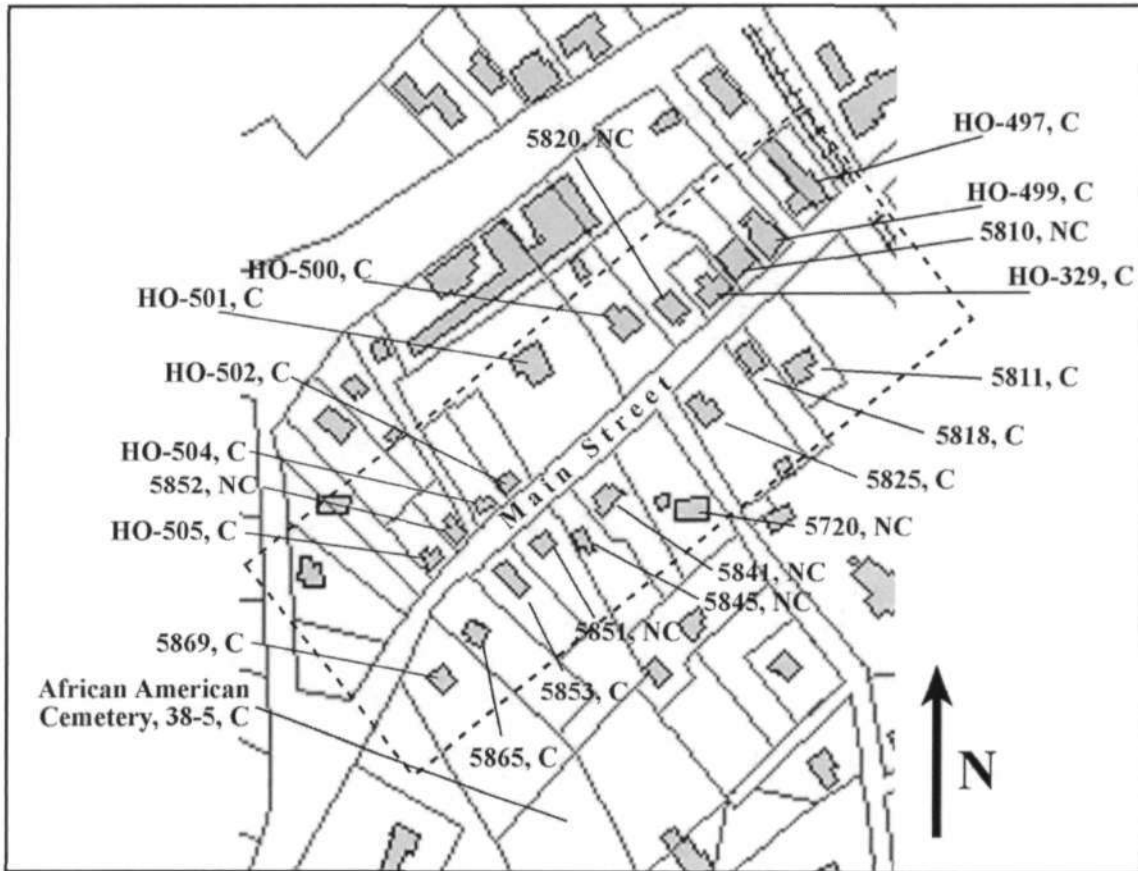 5820, NC
HO-497, C
HO-499, C
5810, NC
HO-329, C
HO-500, C
HO-501, C
HO-502, C
HO-504, C
5852, NC
HO-505, C
Main Street
5811, C
5818, C
5825, C
5720, NC
5841, NC
5845, NC
5851, NC
5853, C
5869, C
5865, C
African American
Cemetery, 38-5, C
N